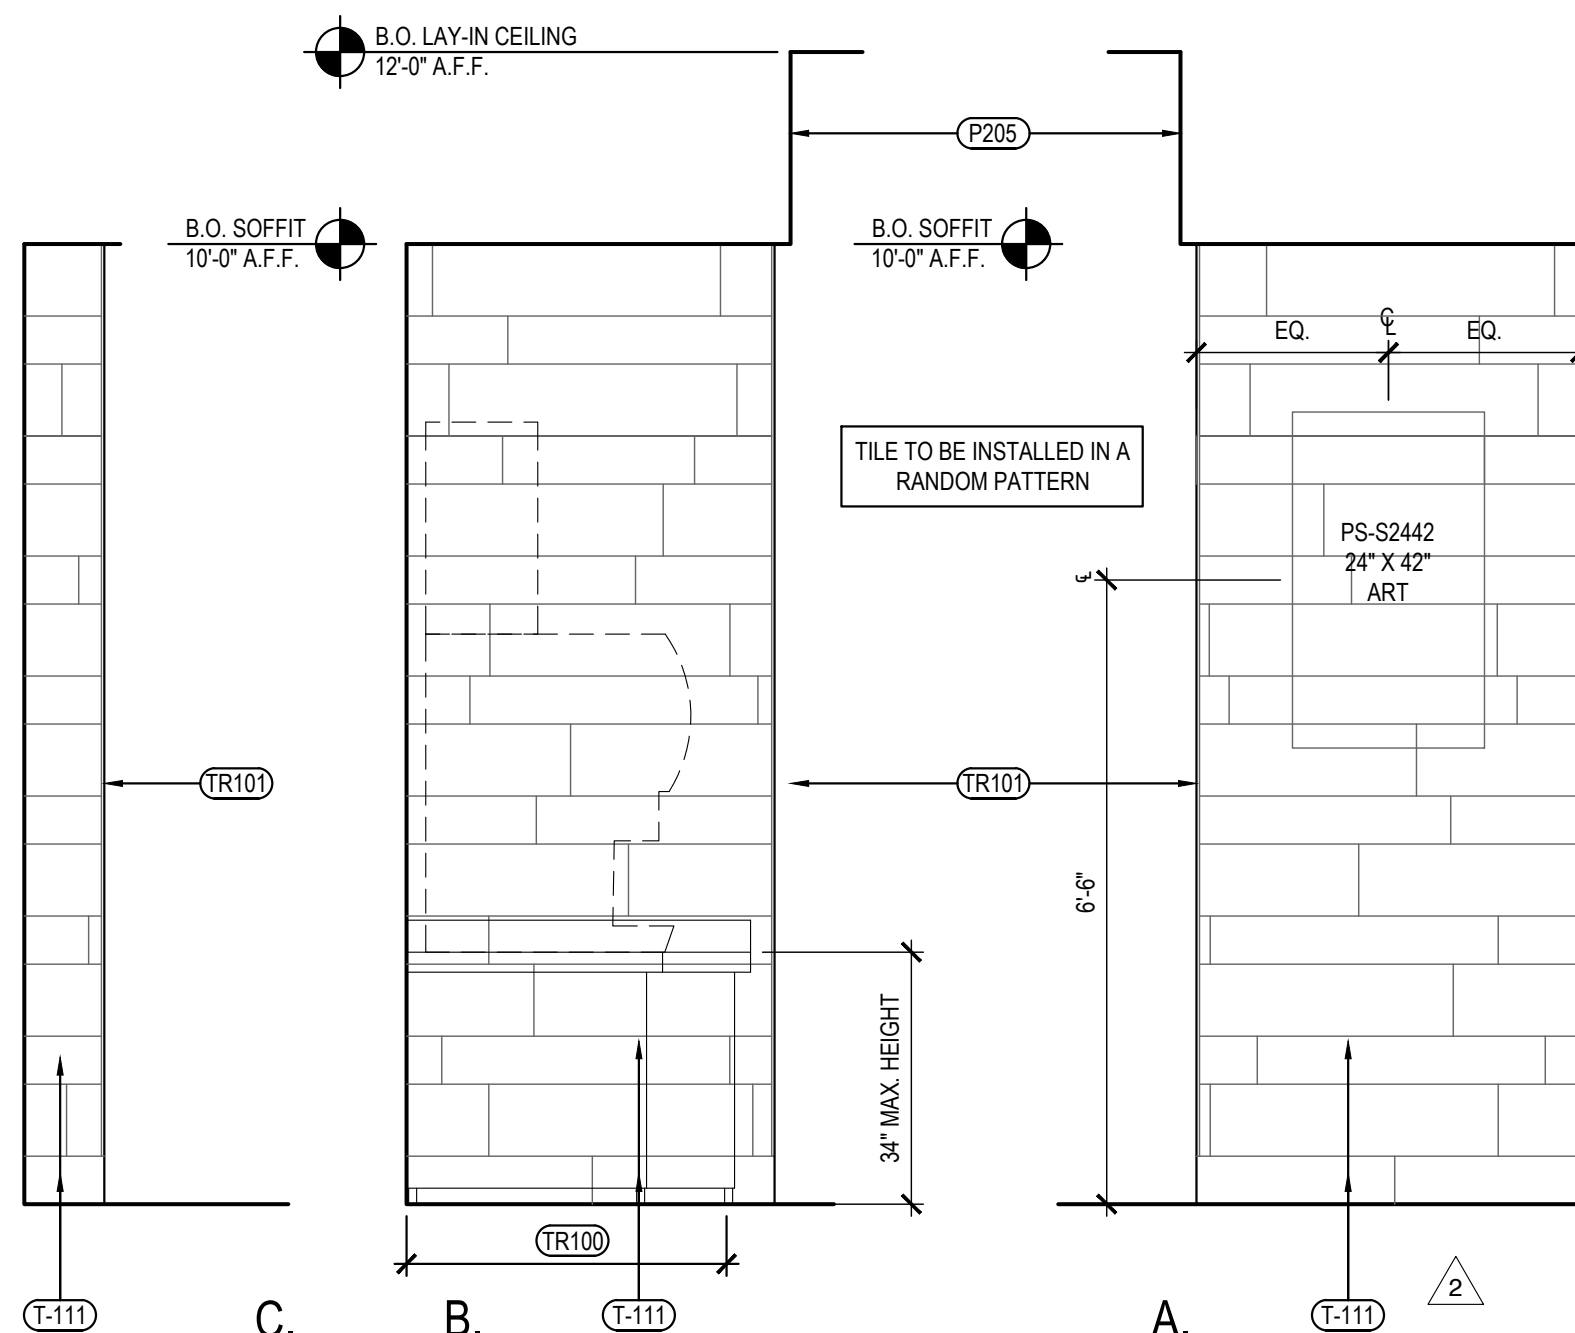 B.O. LAY-IN CEILING
12'-0" A.F.F.
P205
B.O. SOFFIT
10'-0" A.F.F.
B.O. SOFFIT
10'-0" A.F.F.
EQ.
℄
EQ.
TILE TO BE INSTALLED IN A
RANDOM PATTERN
PS-S2442
24" X 42"
ART
℄
TR101
TR101
6'-6"
34" MAX. HEIGHT
TR100
2
T-111
C.
B.
T-111
A.
T-111